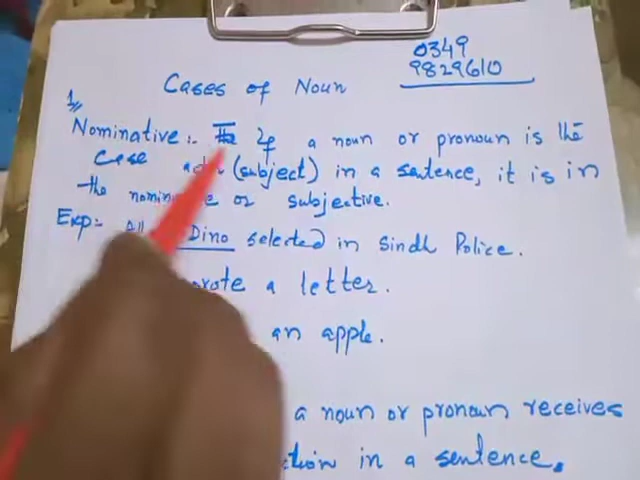 0349
9829610
Cases of Noun
1
Nominative :- If a noun or pronoun is the
Case (subject) in a sentence, it is in
the or subjective.
Exp:- Dino selected in Sindh Police.
wrote a letter.
an apple.
a noun or pronoun receives
in a sentence.